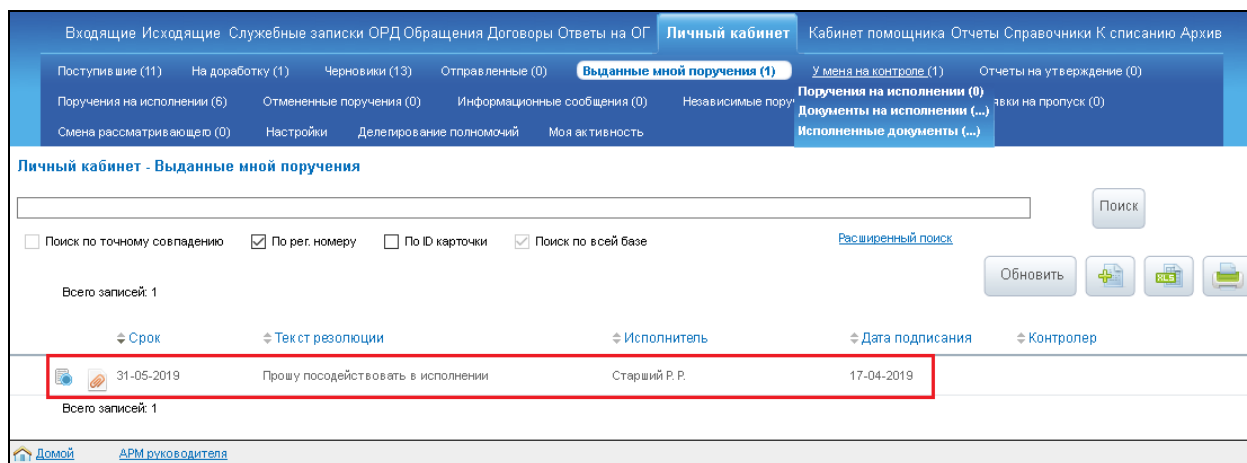 Входящие Исходящие Служебные записки ОРД Обращения Договоры Ответы на ОГ Личный кабинет Кабинет помощника Отчеты Справочники К списанию Архив
Поступившие (11) На доработку (1) Черновики (13) Отправленные (0) Выданные мной поручения (1) У меня на контроле (1) Отчеты на утверждение (0)
Поручения на исполнении (6) Отмененные поручения (0) Информационные сообщения (0) Независимые на пропуск (0)
Поручения на исполнении (0)
Документы на исполнении (...)
Исполненные документы (...)
Смена рассматривающего (0) Настройки Делегирование полномочий Моя активность
Личный кабинет - Выданные мной поручения
Поиск
Поиск по точному совпадению По рег. номеру По ID карточки Поиск по всей базе Расширенный поиск
Обновить XLS
Всего записей: 1
Срок Текст резолюции Исполнитель Дата подписания Контролер
31-05-2019 Прошу посодействовать в исполнении Старший Р. Р. 17-04-2019
Всего записей: 1
Домой АРМ руководителя